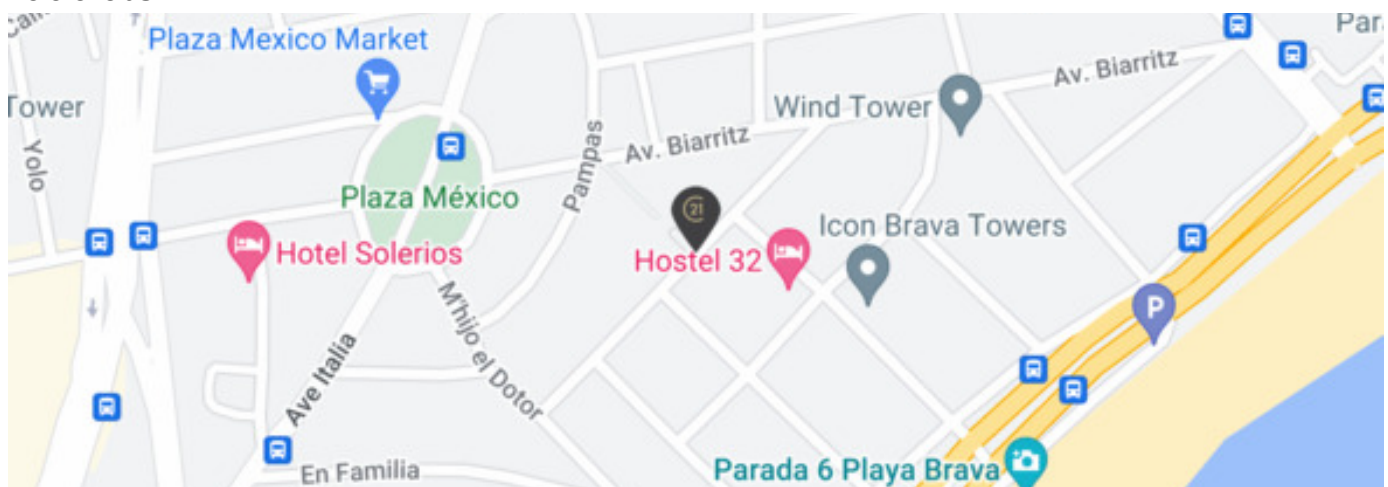 Plaza Mexico Market
Tower
Yolo
Plaza México
Pampas
Av. Biarritz
Av. Biarritz
Wind Tower
21
Icon Brava Towers
Hotel Solerios
Hostel 32
M'hijo el Dotor
Ave Italia
P
En Familia
Parada 6 Playa Brava